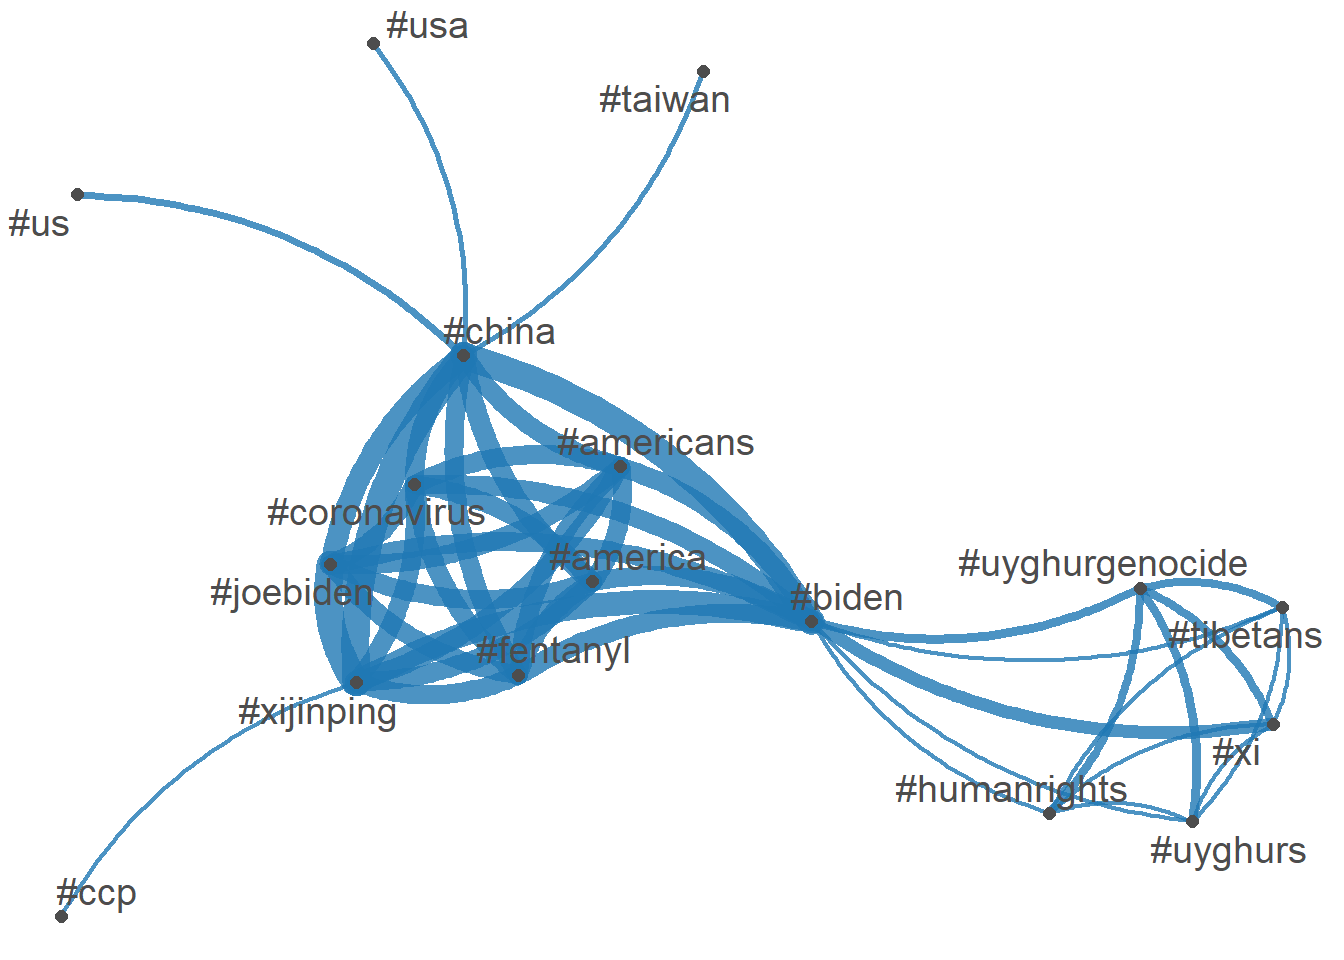 #usa
#taiwan
#us
#china
#americans
#coronavirus
#america
#uyghurgenocide
#joebiden
#biden
#tibetans
#fentanyl
#xijinping
#xi
#humanrights
#uyghurs
#ccp